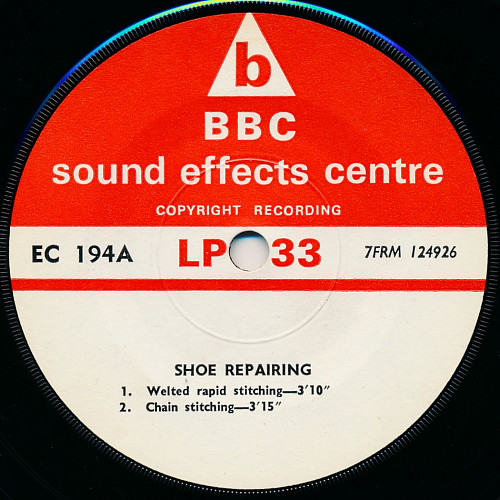 b
BBC
sound effects centre
COPYRIGHT RECORDING
EC 194A LP 33 7FRM 124926
SHOE REPAIRING
1. Welted rapid stitching—3′10″
2. Chain stitching—3′15″